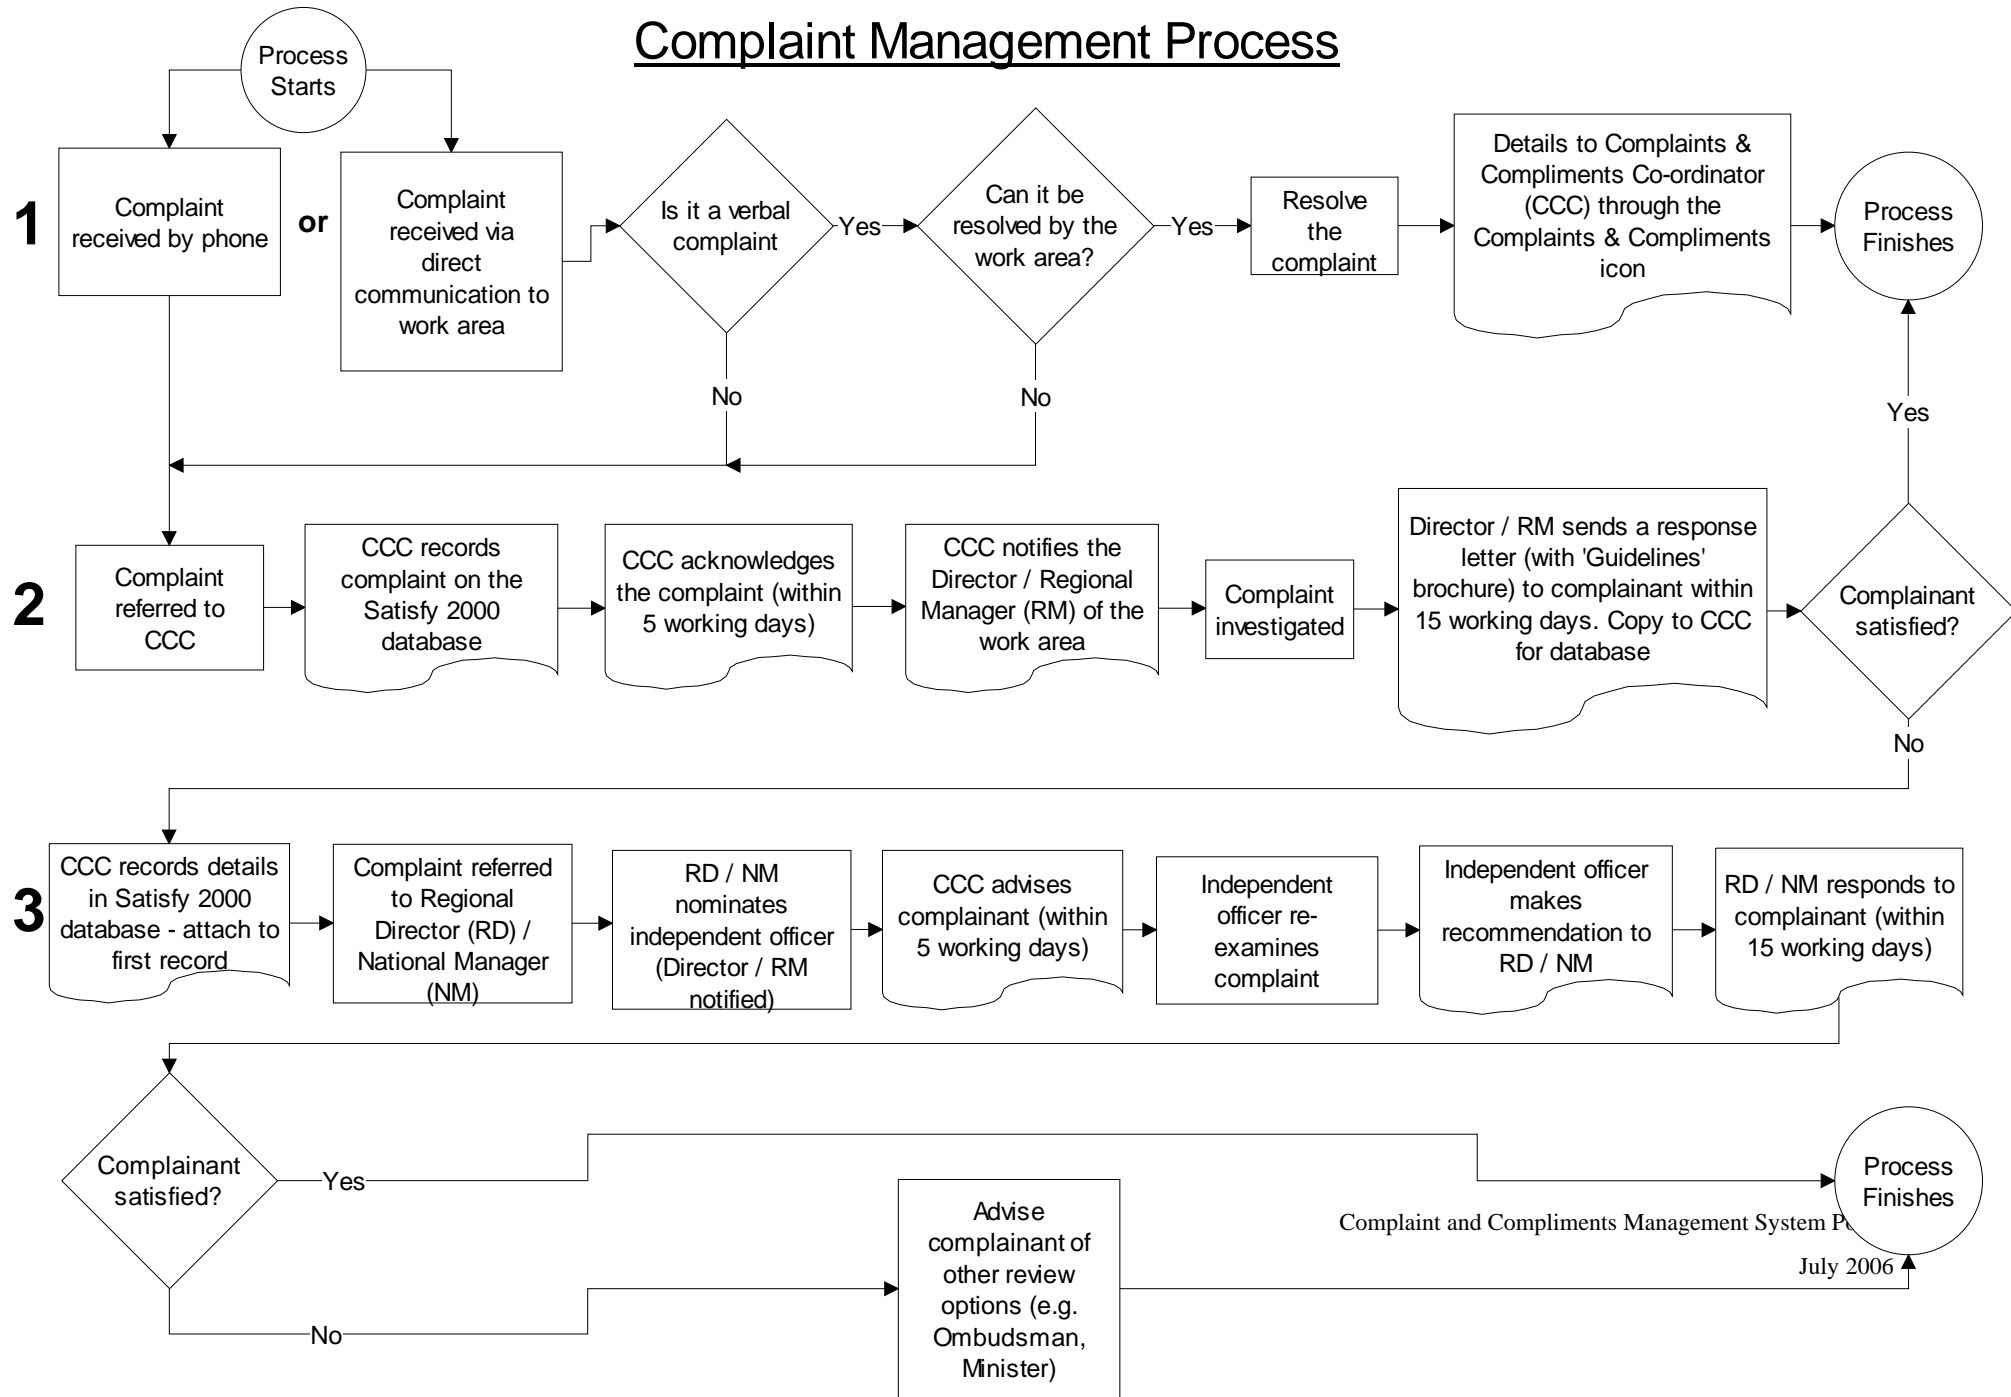 Complaint Management Process
Process
Starts
1
Complaint
received by phone
or
Complaint
received via
direct
communication to
work area
Is it a verbal
complaint
Yes
No
Can it be
resolved by the
work area?
Yes
No
Resolve
the
complaint
Details to Complaints &
Compliments Co-ordinator
(CCC) through the
Complaints & Compliments
icon
Process
Finishes
2
Complaint
referred to
CCC
CCC records
complaint on the
Satisfy 2000
database
CCC acknowledges
the complaint (within
5 working days)
CCC notifies the
Director / Regional
Manager (RM) of the
work area
Complaint
investigated
Director / RM sends a response
letter (with 'Guidelines'
brochure) to complainant within
15 working days. Copy to CCC
for database
Complainant
satisfied?
Yes
No
3
CCC records details
in Satisfy 2000
database - attach to
first record
Complaint referred
to Regional
Director (RD) /
National Manager
(NM)
RD / NM
nominates
independent officer
(Director / RM
notified)
CCC advises
complainant (within
5 working days)
Independent
officer re-
examines
complaint
Independent officer
makes
recommendation to
RD / NM
RD / NM responds to
complainant (within
15 working days)
Complainant
satisfied?
Yes
No
Advise
complainant of
other review
options (e.g.
Ombudsman,
Minister)
Process
Finishes
Complaint and Compliments Management System
July 2006